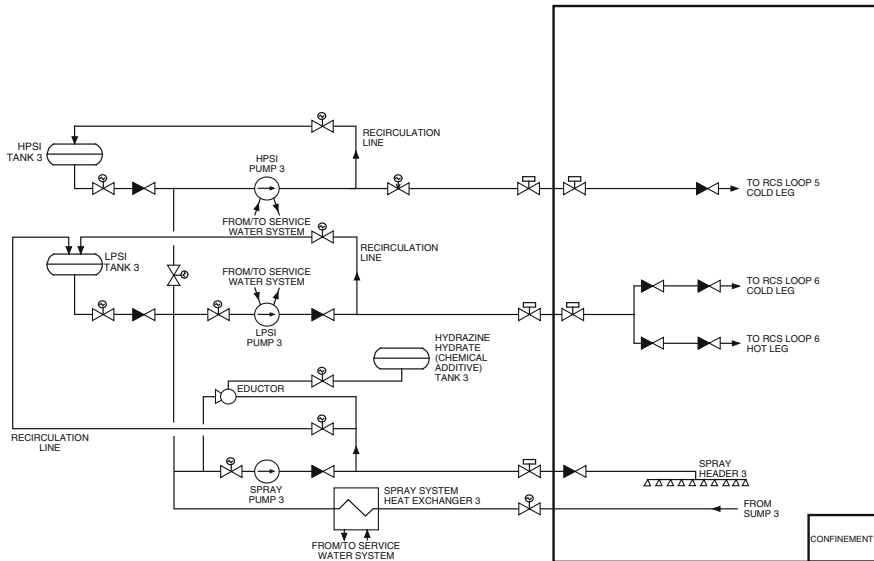 HPSI
TANK 3
RECIRCULATION
LINE
HPSI
PUMP 3
TO RCS LOOP 5
COLD LEG
FROM/TO SERVICE
WATER SYSTEM
LPSI
TANK 3
FROM/TO SERVICE
WATER SYSTEM
RECIRCULATION
LINE
TO RCS LOOP 6
COLD LEG
LPSI
PUMP 3
HYDRAZINE
HYDRATE
(CHEMICAL
ADDITIVE)
TANK 3
TO RCS LOOP 6
HOT LEG
EDUCTOR
RECIRCULATION
LINE
SPRAY
PUMP 3
SPRAY
HEADER 3
SPRAY SYSTEM
HEAT EXCHANGER 3
FROM
SUMP 3
FROM/TO SERVICE
WATER SYSTEM
CONFINEMENT